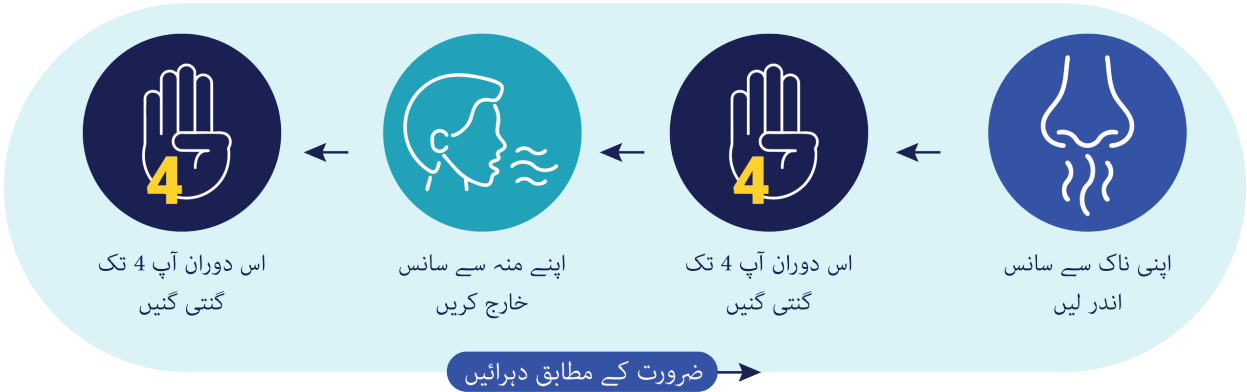 4
4
اپنی ناک سے سانس
اندر لیں
اس دوران آپ 4 تک
گنتی گنیں
اپنے منہ سے سانس
خارج کریں
اس دوران آپ 4 تک
گنتی گنیں
ضرورت کے مطابق دہرائیں